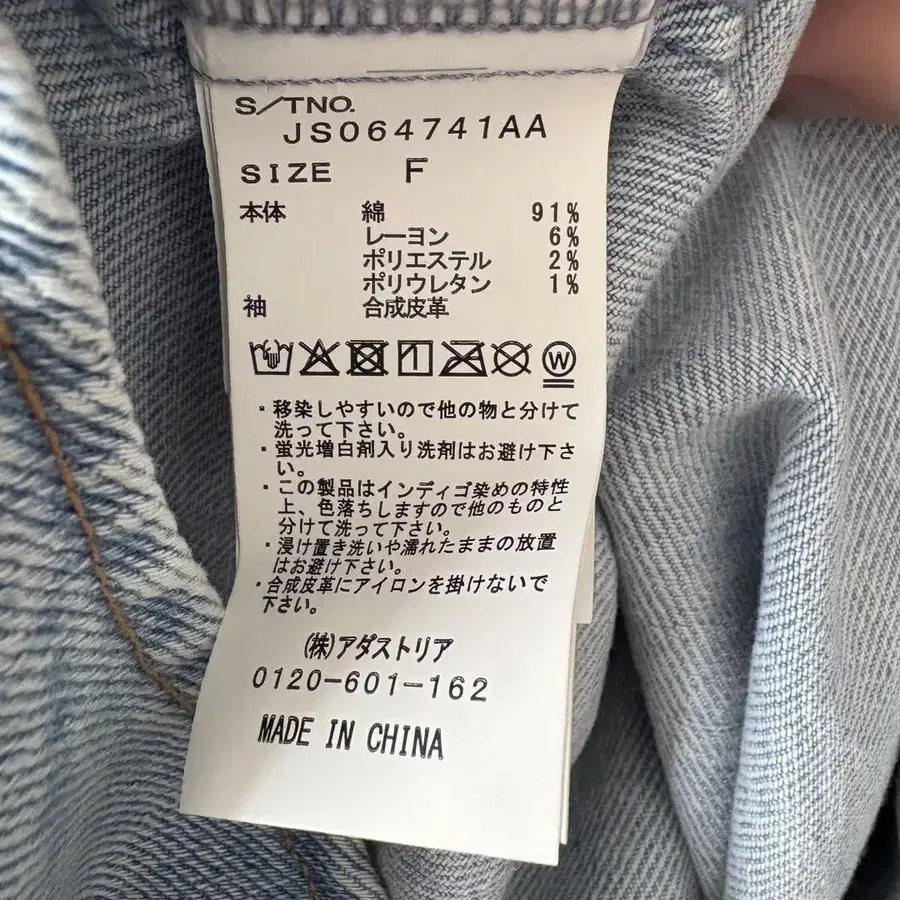 S/TNO.
JS064741AA
SIZE F
本体 綿 91%
レーヨン 6%
ポリエステル 2%
ポリウレタン 1%
袖 合成皮革
W
・移染しやすいので他の物と分けて
洗って下さい。
・蛍光増白剤入り洗剤はお避け下さ
い。
・この製品はインディゴ染めの特性
上、色落ちしますので他のものと
分けて洗って下さい。
・浸け置き洗いや濡れたままの放置
はお避け下さい。
・合成皮革にアイロンを掛けないで
下さい。
(株)アダストリア
0120-601-162
MADE IN CHINA